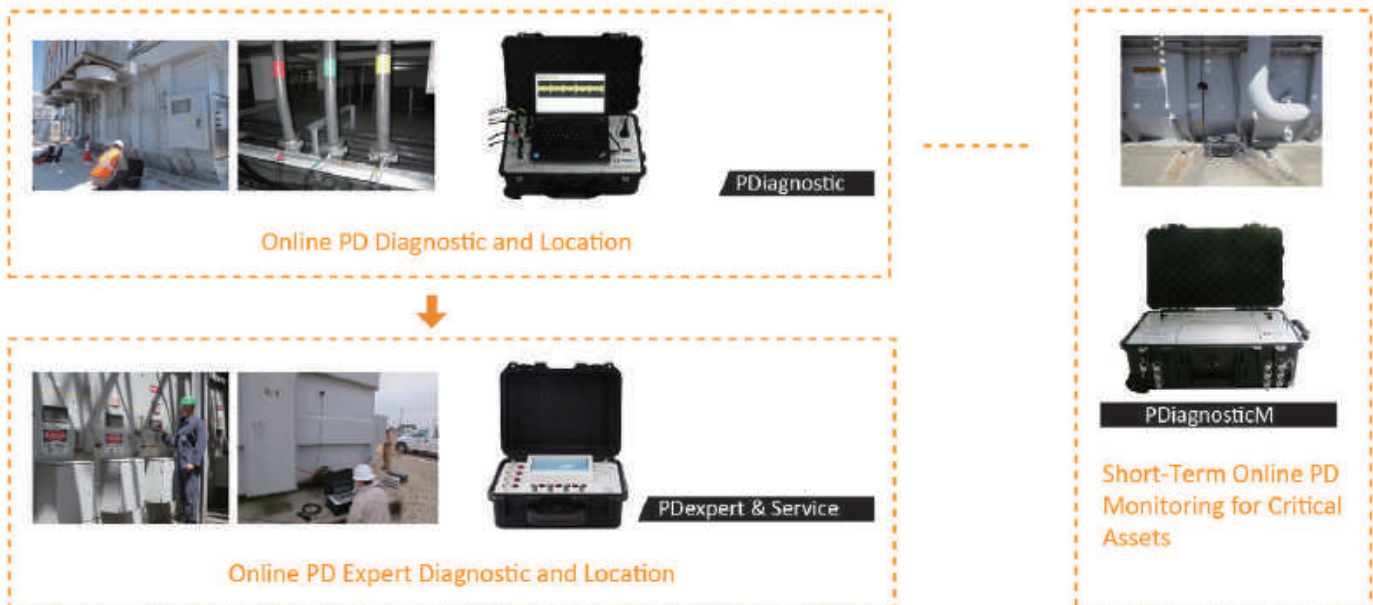 PDiagnostic
Online PD Diagnostic and Location
PDexpert & Service
Online PD Expert Diagnostic and Location
PDiagnosticM
Short-Term Online PD
Monitoring for Critical
Assets